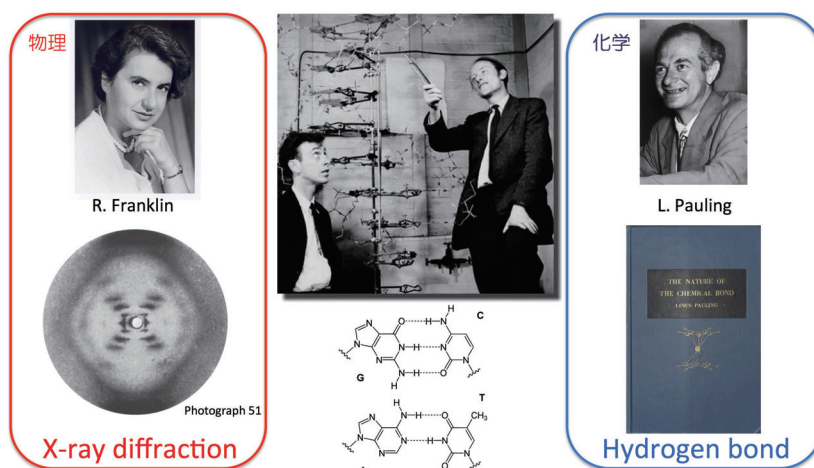 物理
R. Franklin
Photograph 51
X-ray diffraction
O
H
N
H
C
N
N
N
H
N
N
N
N
H
O
G
H
T
H
N
H
O
CH₃
N
N
H
N
N
N
N
O
化学
L. Pauling
THE NATURE OF
THE CHEMICAL BOND
LINUS PAULING
Hydrogen bond